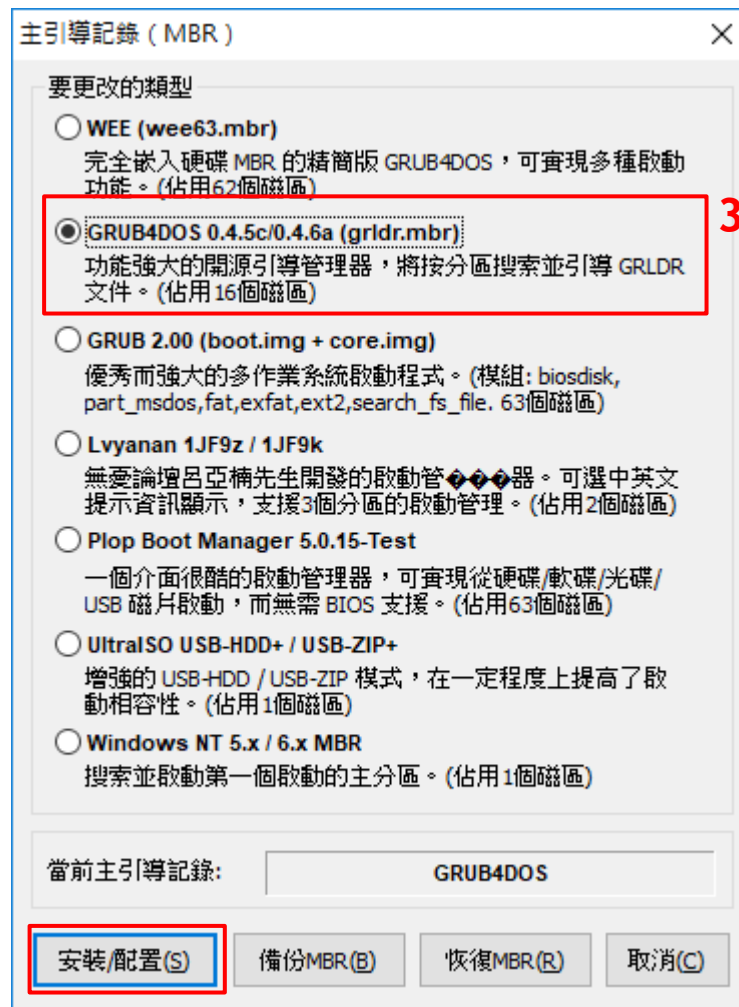 主引導記錄 ( MBR )
要更改的類型
WEE (wee63.mbr)
完全嵌入硬碟 MBR 的精簡版 GRUB4DOS，可實現多種啟動
功能。(佔用62個磁區)
3
GRUB4DOS 0.4.5c/0.4.6a (grldr.mbr)
功能強大的開源引導管理器，將按分區搜索並引導 GRLDR
文件。(佔用16個磁區)
GRUB 2.00 (boot.img + core.img)
優秀而強大的多作業系統啟動程式。(模組: biosdisk,
part_msdos,fat,exfat,ext2,search_fs_file. 63個磁區)
Lvyanan 1JF9z / 1JF9k
無憂論壇呂亞楠先生開發的啟動管���器。可選中英文
提示資訊顯示，支援3個分區的啟動管理。(佔用2個磁區)
Plop Boot Manager 5.0.15-Test
一個介面很酷的啟動管理器，可實現從硬碟/軟碟/光碟/
USB 磁片啟動，而無需 BIOS 支援。(佔用63個磁區)
UltraISO USB-HDD+ / USB-ZIP+
增強的 USB-HDD / USB-ZIP 模式，在一定程度上提高了啟
動相容性。(佔用1個磁區)
Windows NT 5.x / 6.x MBR
搜索並啟動第一個啟動的主分區。(佔用1個磁區)
當前主引導記錄: GRUB4DOS
安裝/配置(S) 備份MBR(B) 恢復MBR(R) 取消(C)